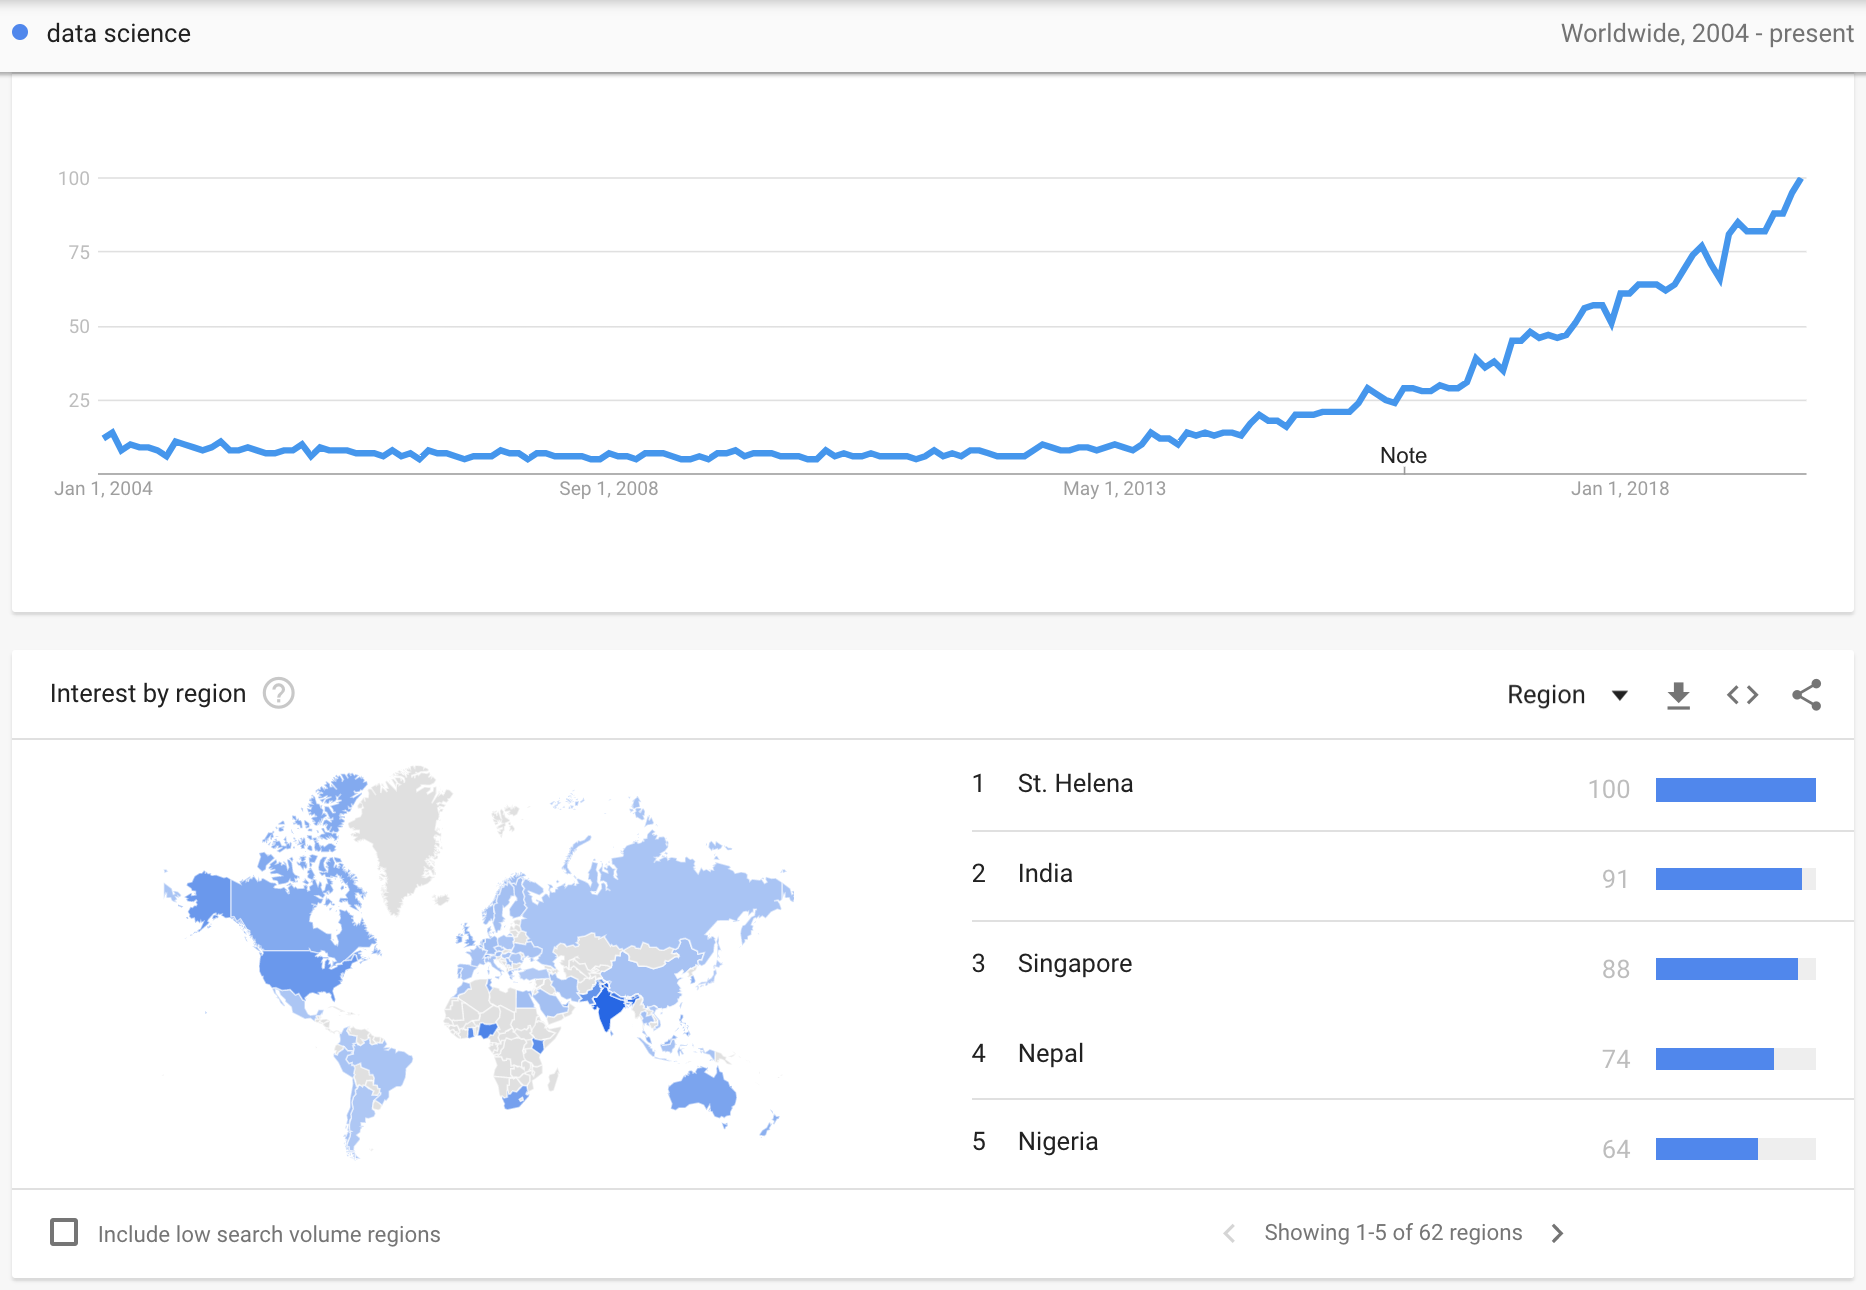 data science
Worldwide, 2004 - present
100
75
50
25
Note
Jan 1, 2004
Sep 1, 2008
May 1, 2013
Jan 1, 2018
Interest by region ?
Region
1 St. Helena 100
2 India 91
3 Singapore 88
4 Nepal 74
5 Nigeria 64
Include low search volume regions
Showing 1-5 of 62 regions